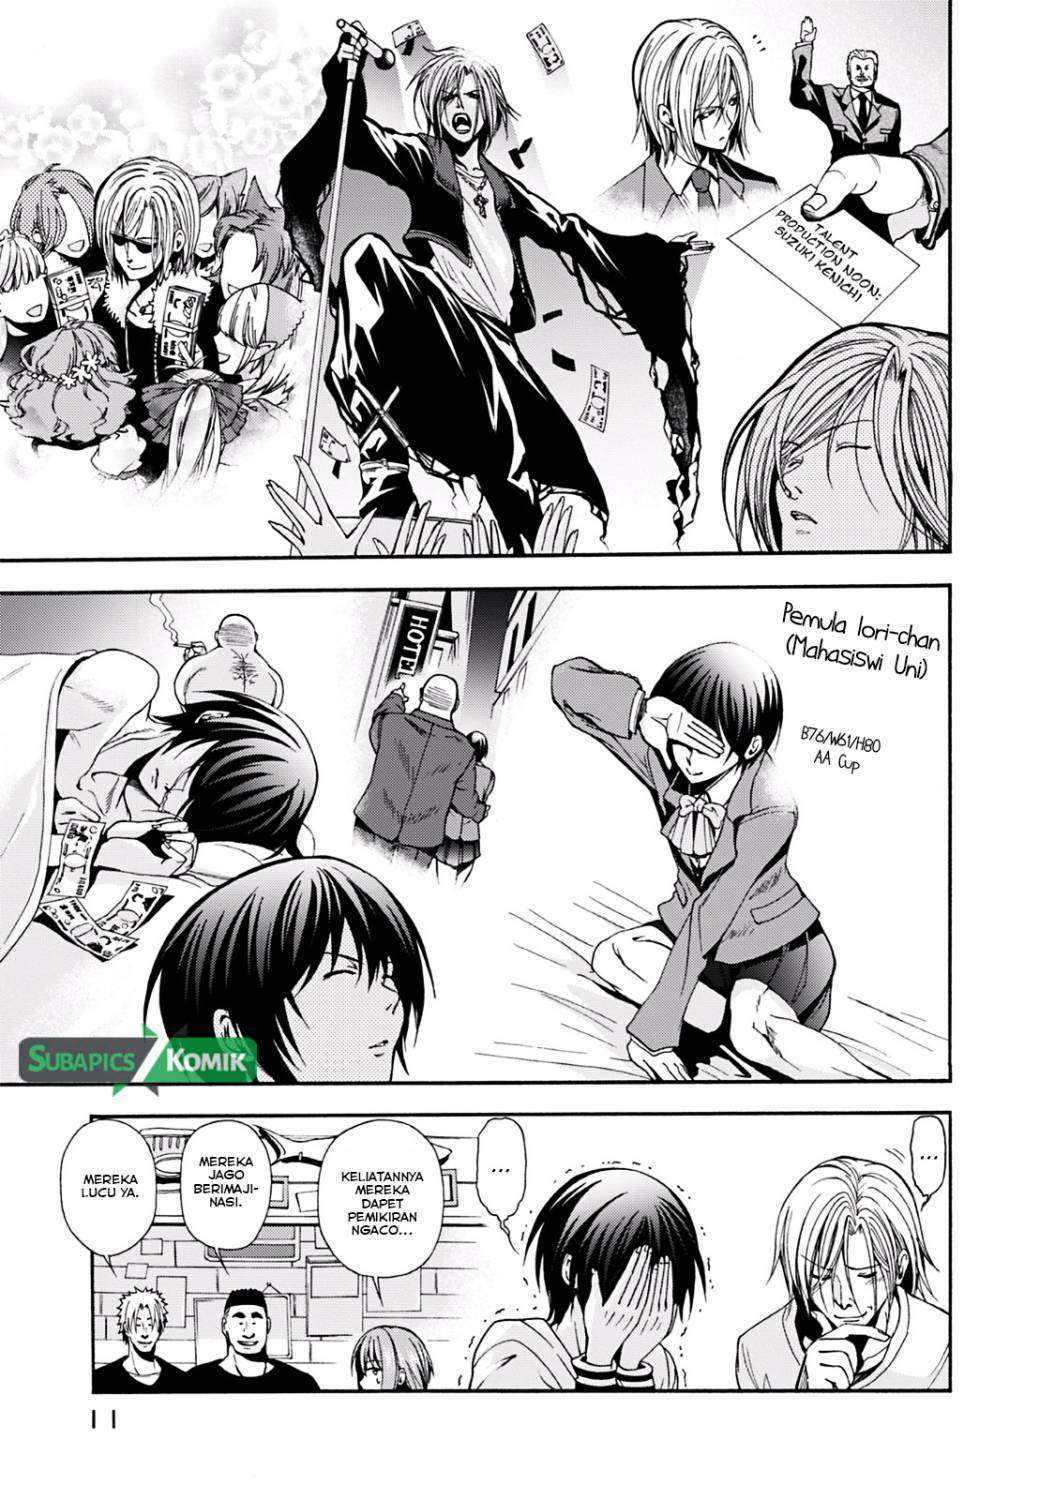 TALENT
PRODUCTION NOON:
SUZUKI KENICHI
Pemula Iori-chan
(Mahasiswi Uni)
B76/W61/H80
AA Cup
HOTEL
SUBAPICS KOMIK
...
...
KELIATANNYA
MEREKA
DAPET
PEMIKIRAN
NGACO...
MEREKA
JAGO
BERIMAJI-
NASI.
MEREKA
LUCU YA.
11